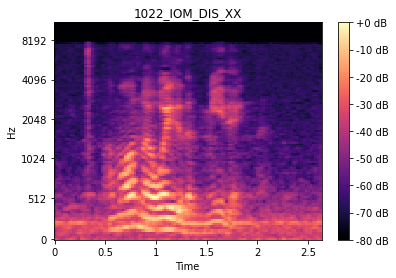 1022_IOM_DIS_XX
+0 dB
8192
-10 dB
4096
-20 dB
-30 dB
2048
-40 dB
Hz
1024
-50 dB
512
-60 dB
-70 dB
0
-80 dB
0 0.5 1 1.5 2 2.5
Time